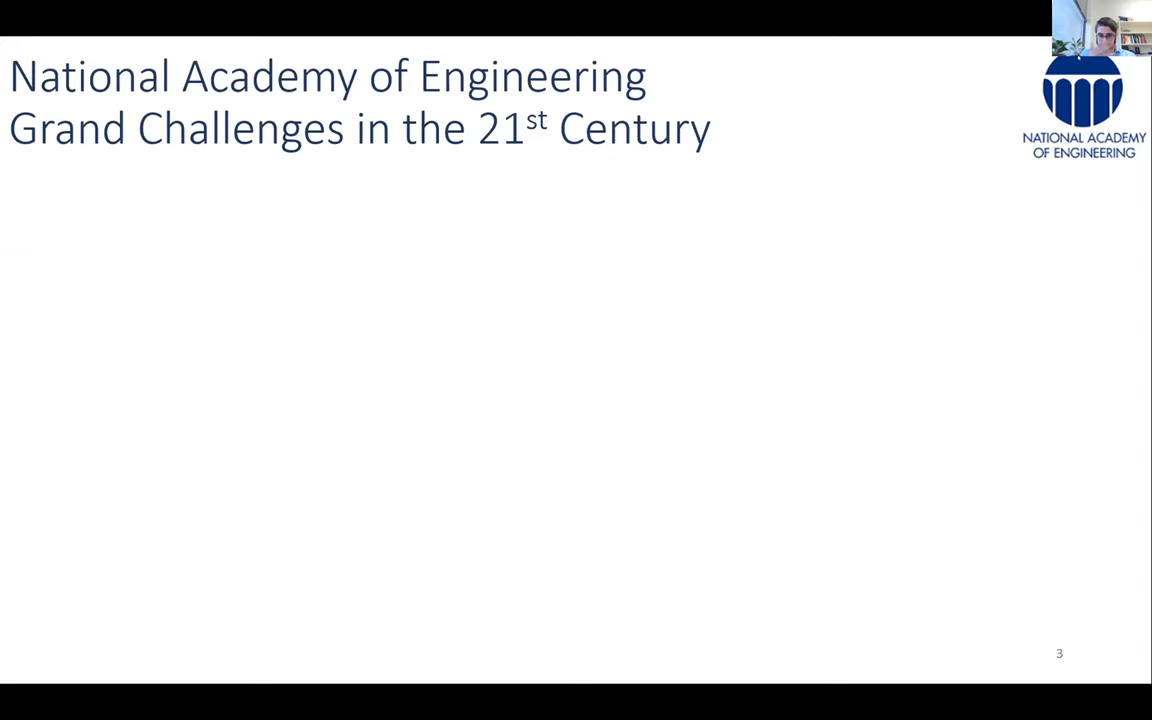 National Academy of Engineering
Grand Challenges in the 21st Century
NATIONAL ACADEMY
OF ENGINEERING
3